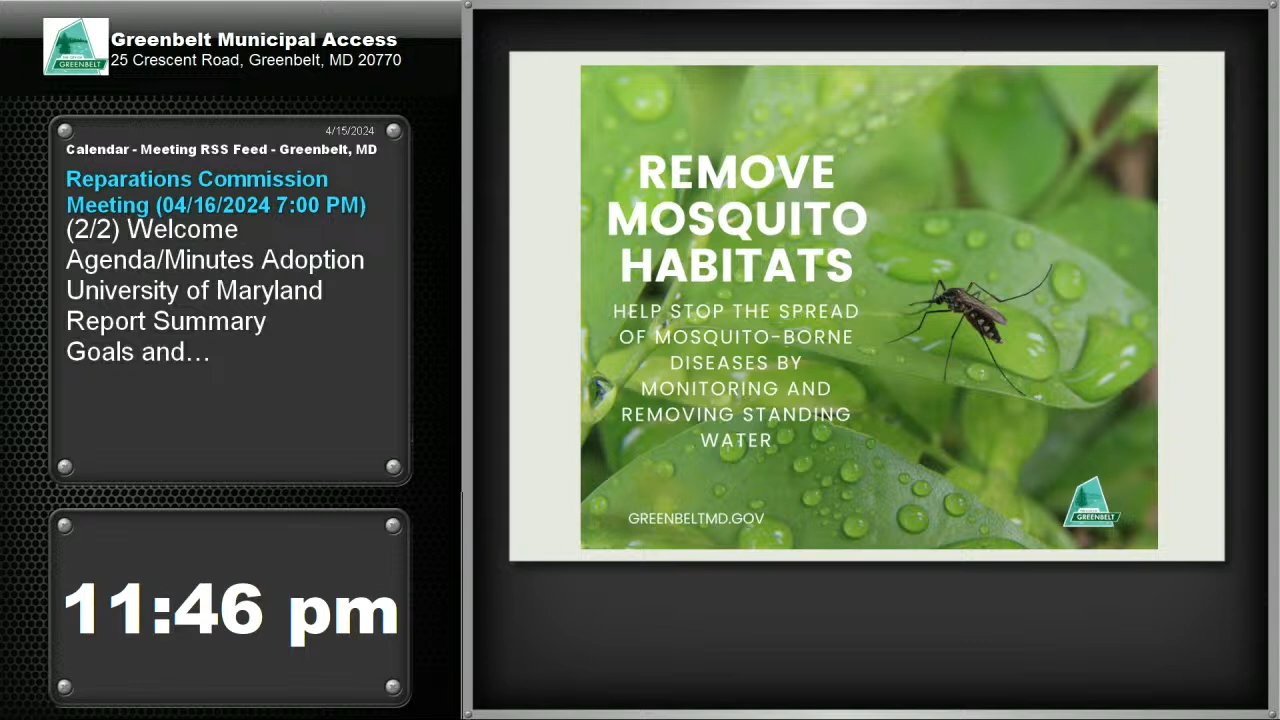 Greenbelt Municipal Access
25 Crescent Road, Greenbelt, MD 20770
GREENBELT
4/15/2024
Calendar - Meeting RSS Feed - Greenbelt, MD
Reparations Commission
Meeting (04/16/2024 7:00 PM)
(2/2) Welcome
Agenda/Minutes Adoption
University of Maryland
Report Summary
Goals and...
11:46 pm
REMOVE
MOSQUITO
HABITATS
HELP STOP THE SPREAD
OF MOSQUITO-BORNE
DISEASES BY
MONITORING AND
REMOVING STANDING
WATER
GREENBELTMD.GOV
GREENBELT